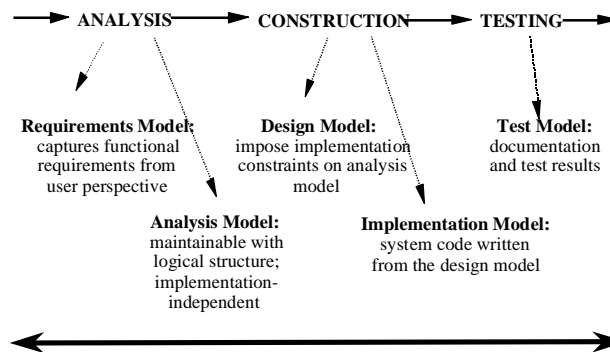 ANALYSIS CONSTRUCTION TESTING
Requirements Model:
captures functional
requirements from
user perspective
Design Model:
impose implementation
constraints on analysis
model
Test Model:
documentation
and test results
Analysis Model:
maintainable with
logical structure;
implementation-
independent
Implementation Model:
system code written
from the design model